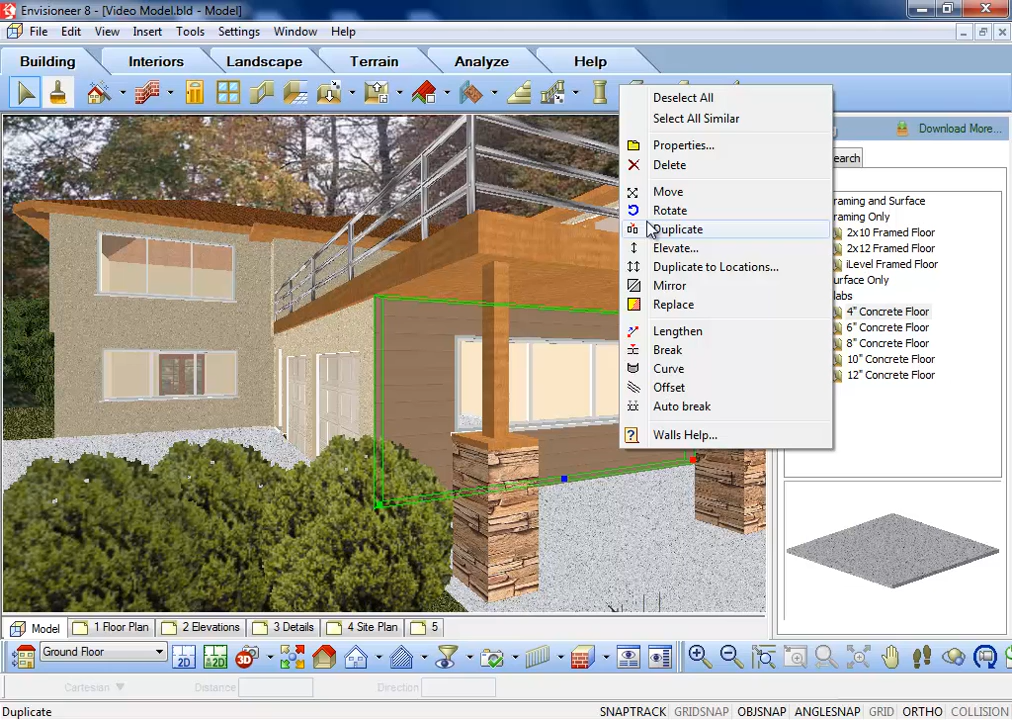 Envisioneer 8 - [Video Model.bld - Model]
File Edit View Insert Tools Settings Window Help
Building Interiors Landscape Terrain Analyze Help
Deselect All
Select All Similar
Properties...
Delete
Move
Rotate
Duplicate
Elevate...
Duplicate to Locations...
Mirror
Replace
Lengthen
Break
Curve
Offset
Auto break
Walls Help...
Download More...
earch
raming and Surface
raming Only
2x10 Framed Floor
2x12 Framed Floor
iLevel Framed Floor
urface Only
labs
4" Concrete Floor
6" Concrete Floor
8" Concrete Floor
10" Concrete Floor
12" Concrete Floor
Model 1 Floor Plan 2 Elevations 3 Details 4 Site Plan 5
Ground Floor 2D 2D 3D
Cartesian Distance Direction
Duplicate SNAPTRACK GRIDSNAP OBJSNAP ANGLESNAP GRID ORTHO COLLISION